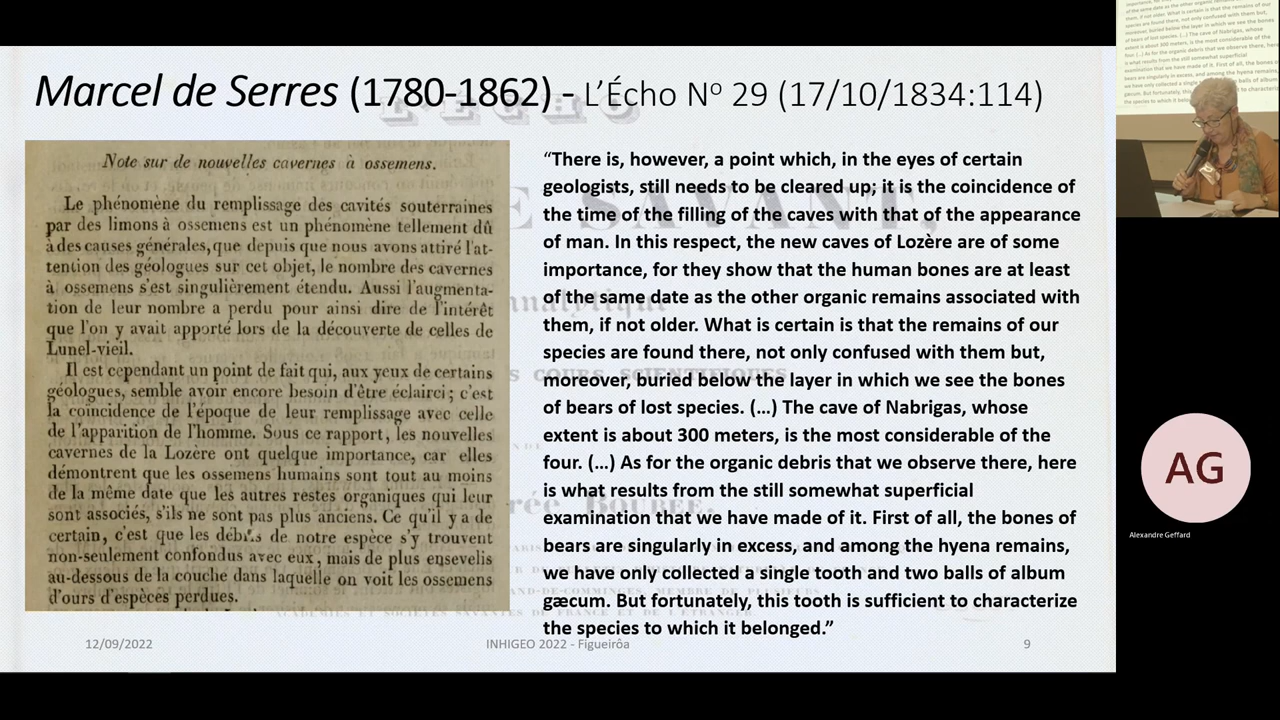 Marcel de Serres (1780-1862) - L’Écho Nº 29 (17/10/1834:114)
Note sur de nouvelles cavernes à ossemens.
Le phénomène du remplissage des cavités souterraines
par des limons à ossemens est un phénomène tellement dû
à des causes générales, que depuis que nous avons attiré l'at-
tention des géologues sur cet objet, le nombre des cavernes
à ossemens s'est singulièrement étendu. Aussi l'augmenta-
tion de leur nombre a perdu pour ainsi dire de l'intérêt
que l'on y avait apporté lors de la découverte de celles de
Lunel-vieil.
Il est cependant un point de fait qui, aux yeux de certains
géologues, semble avoir encore besoin d'être éclairci; c'est
la coïncidence de l'époque de leur remplissage avec celle
de l'apparition de l'homme. Sous ce rapport, les nouvelles
cavernes de la Lozère ont quelque importance, car elles
démontrent que les ossemens humains sont tout au moins
de la même date que les autres restes organiques qui leur
sont associés, s'ils ne sont pas plus anciens. Ce qu'il y a de
certain, c'est que les débris de notre espèce s'y trouvent
non-seulement confondus avec eux, mais de plus ensevelis
au-dessous de la couche dans laquelle on voit les ossemens
d'ours d'espèces perdues.
“There is, however, a point which, in the eyes of certain
geologists, still needs to be cleared up; it is the coincidence of
the time of the filling of the caves with that of the appearance
of man. In this respect, the new caves of Lozère are of some
importance, for they show that the human bones are at least
of the same date as the other organic remains associated with
them, if not older. What is certain is that the remains of our
species are found there, not only confused with them but,
moreover, buried below the layer in which we see the bones
of bears of lost species. (…) The cave of Nabrigas, whose
extent is about 300 meters, is the most considerable of the
four. (…) As for the organic debris that we observe there, here
is what results from the still somewhat superficial
examination that we have made of it. First of all, the bones of
bears are singularly in excess, and among the hyena remains,
we have only collected a single tooth and two balls of album
gæcum. But fortunately, this tooth is sufficient to characterize
the species to which it belonged.”
12/09/2022
INHIGEO 2022 - Figueirôa
9
AG
Alexandre Geffard